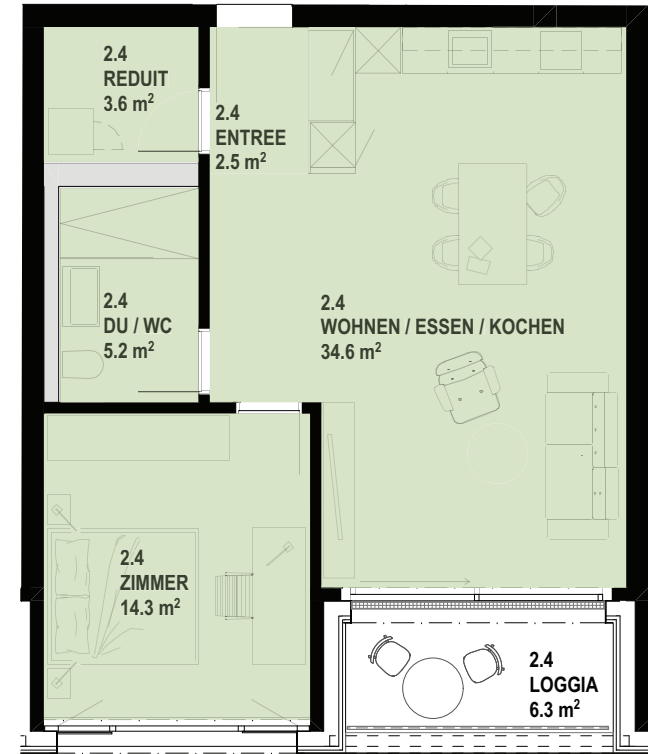 2.4
REDUIT
3.6 m²
2.4
ENTREE
2.5 m²
2.4
DU / WC
5.2 m²
2.4
WOHNEN / ESSEN / KOCHEN
34.6 m²
2.4
ZIMMER
14.3 m²
2.4
LOGGIA
6.3 m²